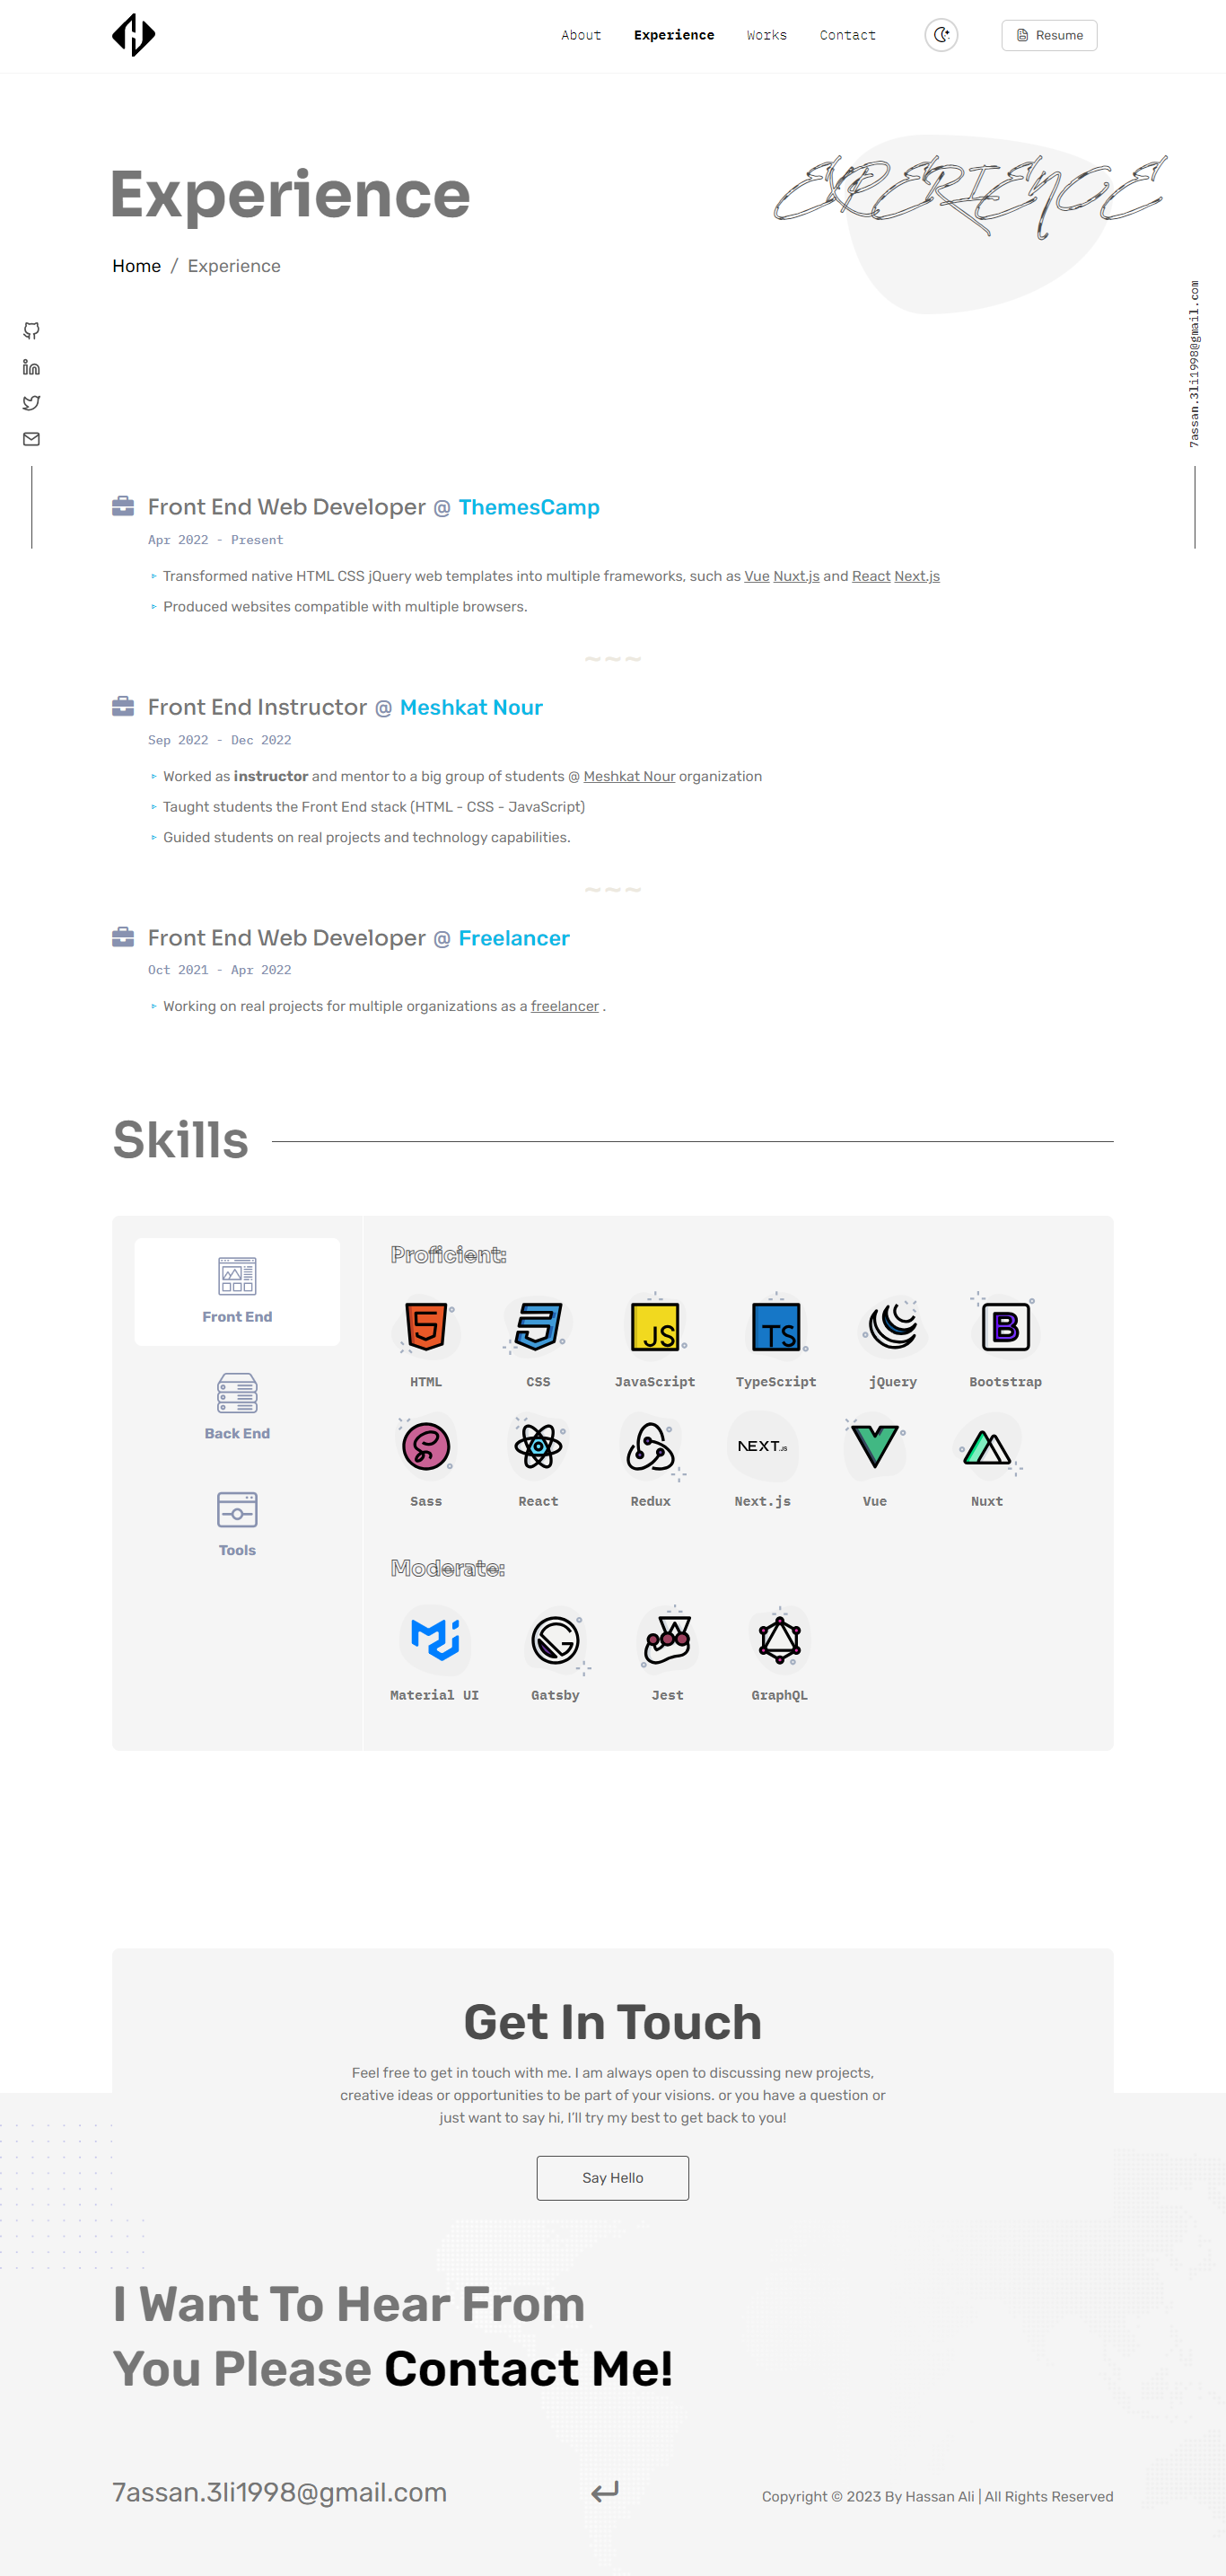 About Experience Works Contact Resume
Experience
EXPERIENCE
Home / Experience
7assan.3li1998@gmail.com
Front End Web Developer @ ThemesCamp
Apr 2022 - Present
▹ Transformed native HTML CSS jQuery web templates into multiple frameworks, such as Vue Nuxt.js and React Next.js
▹ Produced websites compatible with multiple browsers.
~~~
Front End Instructor @ Meshkat Nour
Sep 2022 - Dec 2022
▹ Worked as instructor and mentor to a big group of students @ Meshkat Nour organization
▹ Taught students the Front End stack (HTML - CSS - JavaScript)
▹ Guided students on real projects and technology capabilities.
~~~
Front End Web Developer @ Freelancer
Oct 2021 - Apr 2022
▹ Working on real projects for multiple organizations as a freelancer .
Skills
Front End
Back End
Tools
Proficient:
JS TS B
HTML CSS JavaScript TypeScript jQuery Bootstrap
NEXT.JS
Sass React Redux Next.js Vue Nuxt
Moderate:
Material UI Gatsby Jest GraphQL
Get In Touch
Feel free to get in touch with me. I am always open to discussing new projects,
creative ideas or opportunities to be part of your visions. or you have a question or
just want to say hi, I'll try my best to get back to you!
Say Hello
I Want To Hear From
You Please Contact Me!
7assan.3li1998@gmail.com
Copyright © 2023 By Hassan Ali | All Rights Reserved